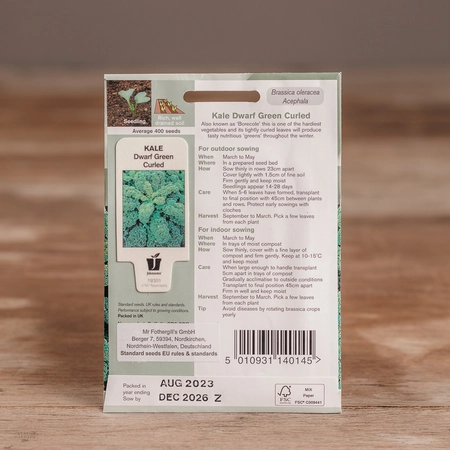 Seedling
Rich, well
drained soil
Average 400 seeds
Brassica oleracea
Acephala
Kale Dwarf Green Curled
Also known as 'Borecole' this is one of the hardiest
vegetables and its tightly curled leaves will produce
tasty nutritious 'greens' throughout the winter.
For outdoor sowing
When March to May
Where In a prepared seed bed
How Sow thinly in rows 23cm apart
Cover lightly with 1.5cm of fine soil
Firm gently and keep moist
Seedlings appear 14-28 days
Care When 5-6 leaves have formed, transplant
to final position with 45cm between plants
and rows. Protect early sowings with
cloches
Harvest September to March. Pick a few leaves
from each plant
For indoor sowing
When March to May
Where In trays of most compost
How Sow thinly, cover with a fine layer of
compost and firm gently. Keep at 10-15°C
and keep moist
Care When large enough to handle transplant
5cm apart in trays of compost
Gradually acclimatise to outside conditions
Transplant to final position 45cm apart
Firm in well and keep moist
Harvest September to March. Pick a few leaves
from each plant
Tip Avoid diseases by rotating brassica crops
yearly
KALE
Dwarf Green
Curled
Standard seeds. UK rules and standards.
Performance subject to growing conditions.
Packed in UK
Mr Fothergill's GmbH
Berger 7, 59394, Nordkirchen,
Nordrhein-Westfalen, Deutschland
Standard seeds EU rules & standards
5 010931 140145 >
Packed in
year ending
Sow by
AUG 2023
DEC 2026 Z
FSC
MIX
Paper